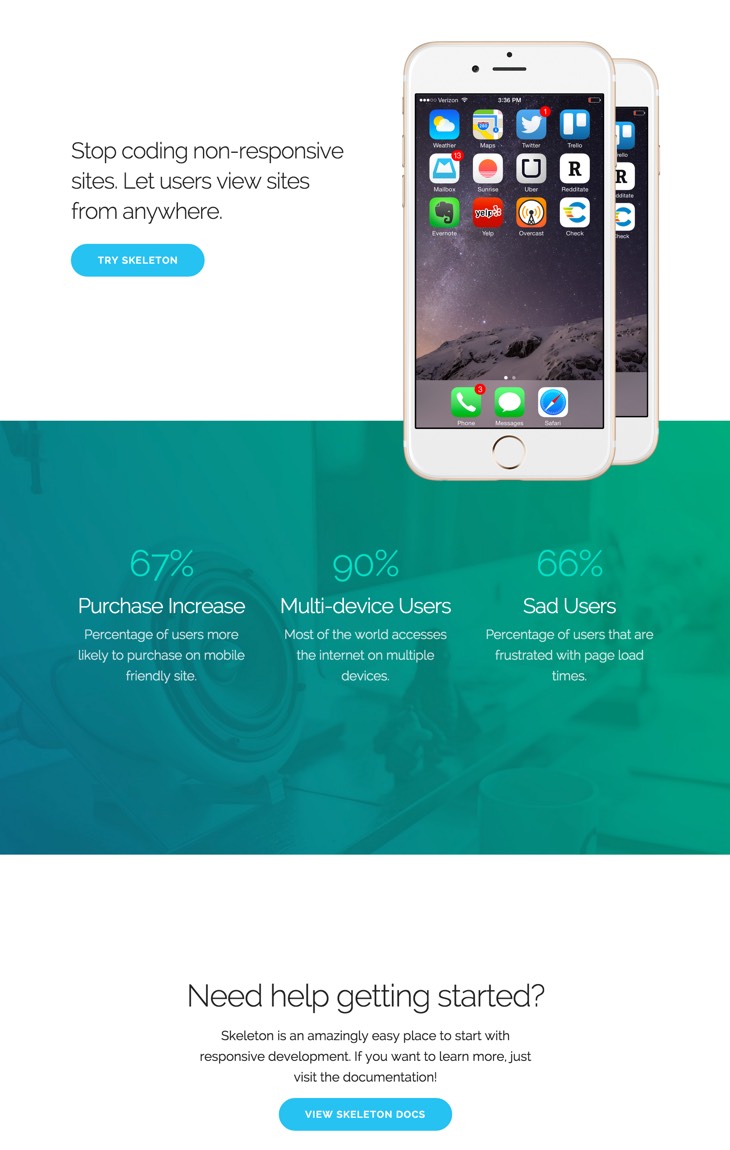 Stop coding non-responsive
sites. Let users view sites
from anywhere.
TRY SKELETON
Verizon 3:36 PM
1
Weather Maps Twitter Trello
13
Mailbox Sunrise Uber Redditate
R
R
yelp
Evernote Yelp Overcast Check
3
Phone Messages Safari
67% 90% 66%
Purchase Increase Multi-device Users Sad Users
Percentage of users more
likely to purchase on mobile
friendly site.
Most of the world accesses
the internet on multiple
devices.
Percentage of users that are
frustrated with page load
times.
Need help getting started?
Skeleton is an amazingly easy place to start with
responsive development. If you want to learn more, just
visit the documentation!
VIEW SKELETON DOCS